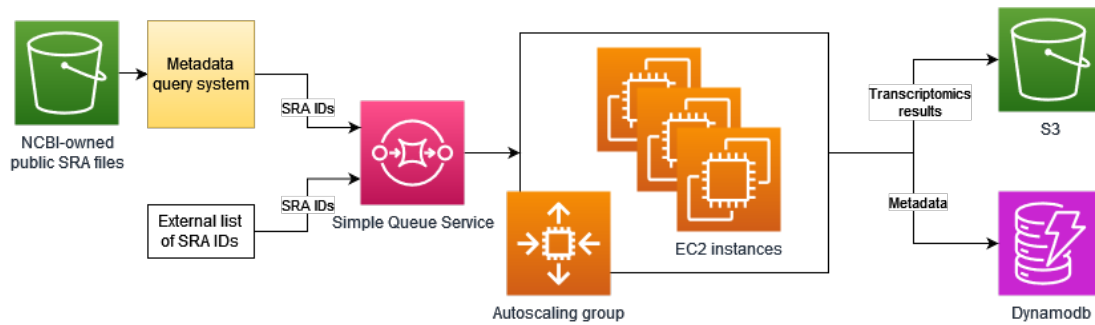 NCBI-owned
public SRA files
Metadata
query system
SRA IDs
External list
of SRA IDs
SRA IDs
Simple Queue Service
Autoscaling group
EC2 instances
Transcriptomics
results
S3
Metadata
Dynamodb